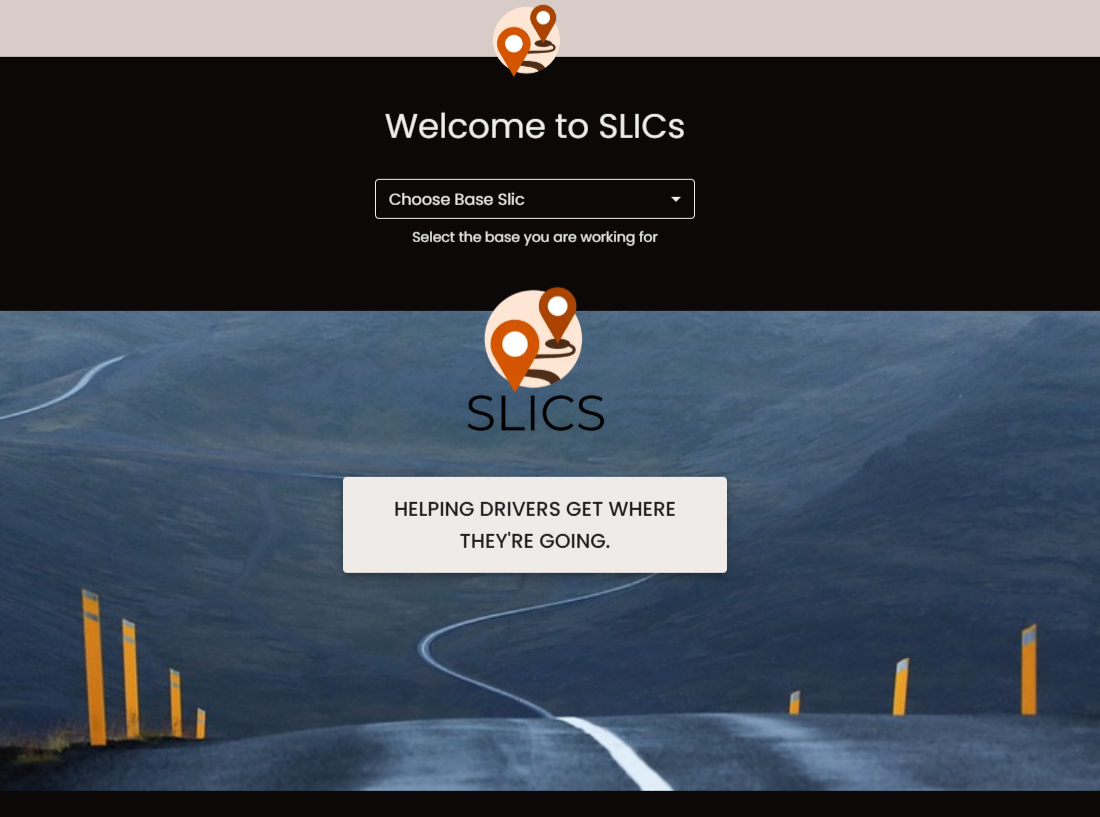 Welcome to SLICs
Choose Base Slic
Select the base you are working for
SLICS
HELPING DRIVERS GET WHERE
THEY'RE GOING.